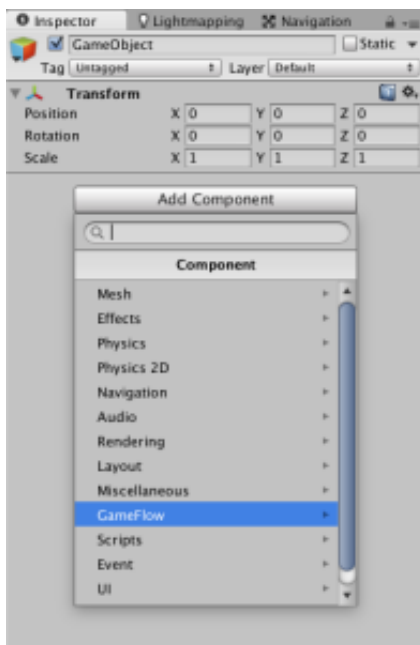 Inspector Lightmapping Navigation
GameObject Static
Tag Untagged Layer Default
Transform
Position X 0 Y 0 Z 0
Rotation X 0 Y 0 Z 0
Scale X 1 Y 1 Z 1
Add Component
Component
Mesh
Effects
Physics
Physics 2D
Navigation
Audio
Rendering
Layout
Miscellaneous
GameFlow
Scripts
Event
UI